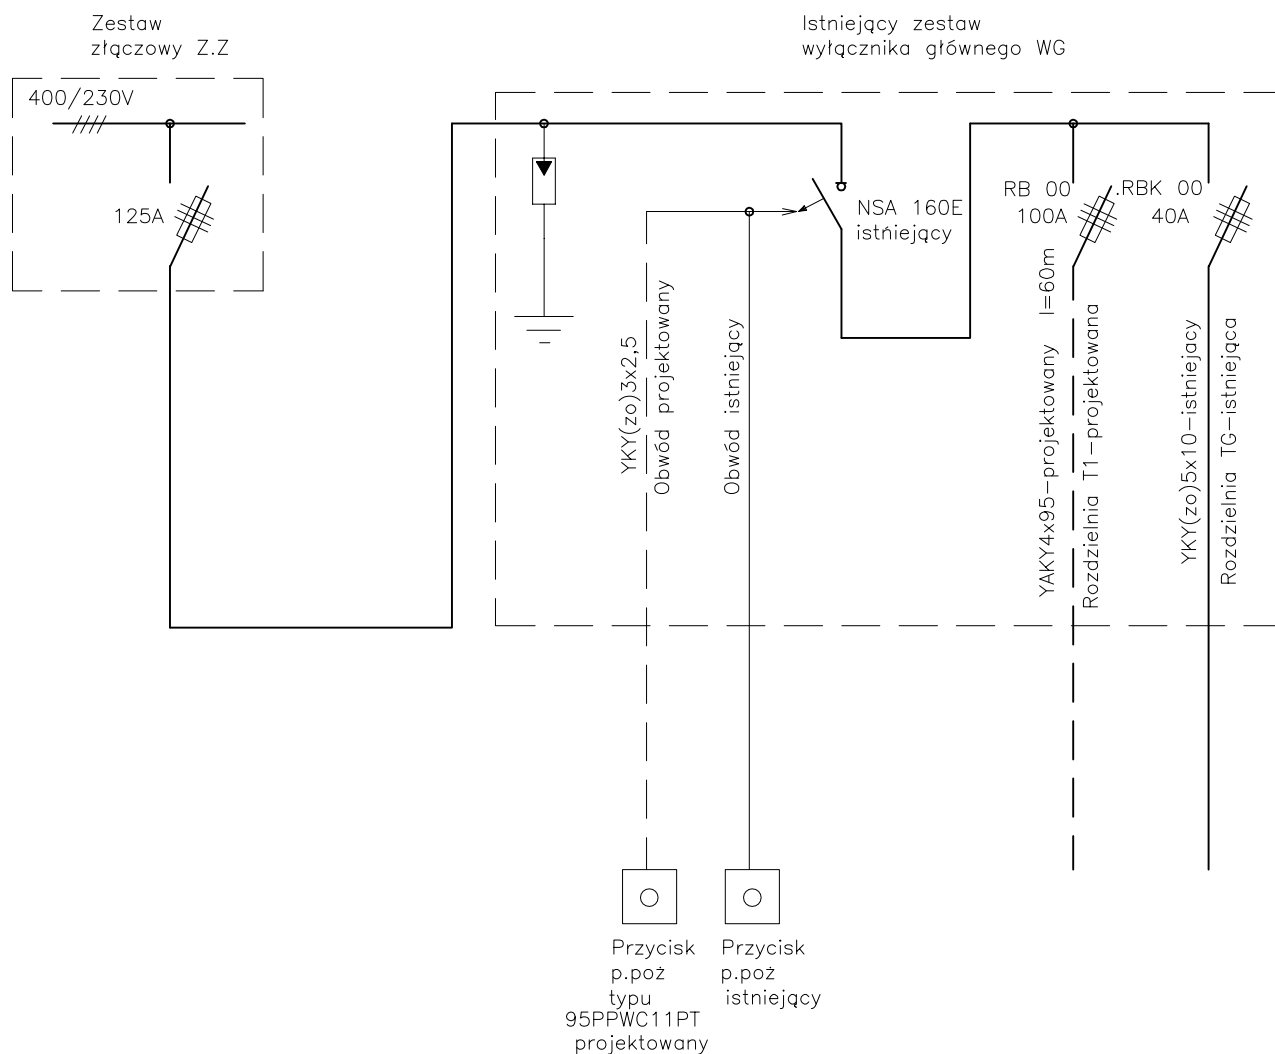 Zestaw
złączowy Z.Z
400/230V
125A
Istniejący zestaw
wyłącznika głównego WG
NSA 160E
istńiejący
RB 00
100A
.RBK 00
40A
YKY(zo)3x2,5
Obwód projektowany
Obwód istniejący
YAKY4x95-projektowany l=60m
Rozdzielnia T1-projektowana
YKY(zo)5x10-istniejacy
Rozdzielnia TG-istniejąca
Przycisk
p.poż
typu
95PPWC11PT
projektowany
Przycisk
p.poż
istniejący